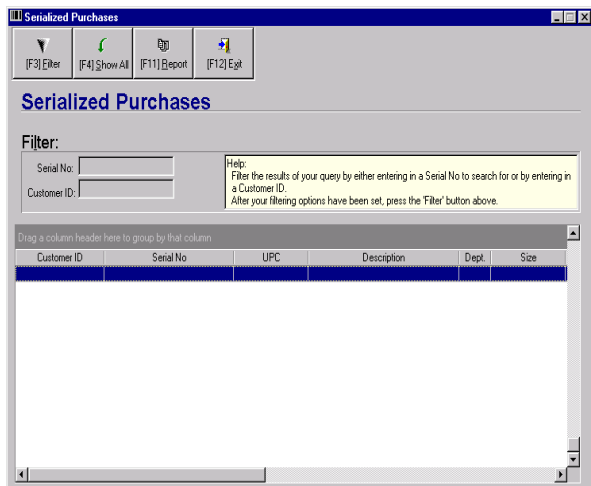 Serialized Purchases
[F3] Filter [F4] Show All [F11] Report [F12] Exit
Serialized Purchases
Filter:
Serial No:
Customer ID:
Help:
Filter the results of your query by either entering in a Serial No to search for or by entering in
a Customer ID.
After your filtering options have been set, press the 'Filter' button above.
Drag a column header here to group by that column
Customer ID Serial No UPC Description Dept. Size